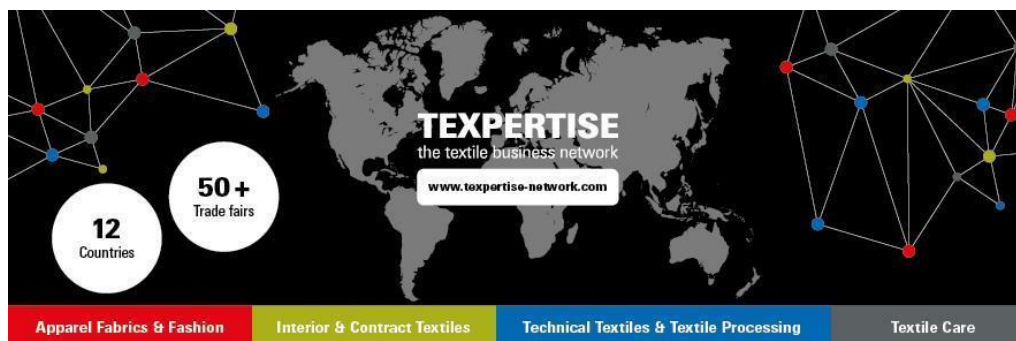 TEXPERTISE
the textile business network
www.texpertise-network.com
50 +
Trade fairs
12
Countries
Apparel Fabrics & Fashion
Interior & Contract Textiles
Technical Textiles & Textile Processing
Textile Care